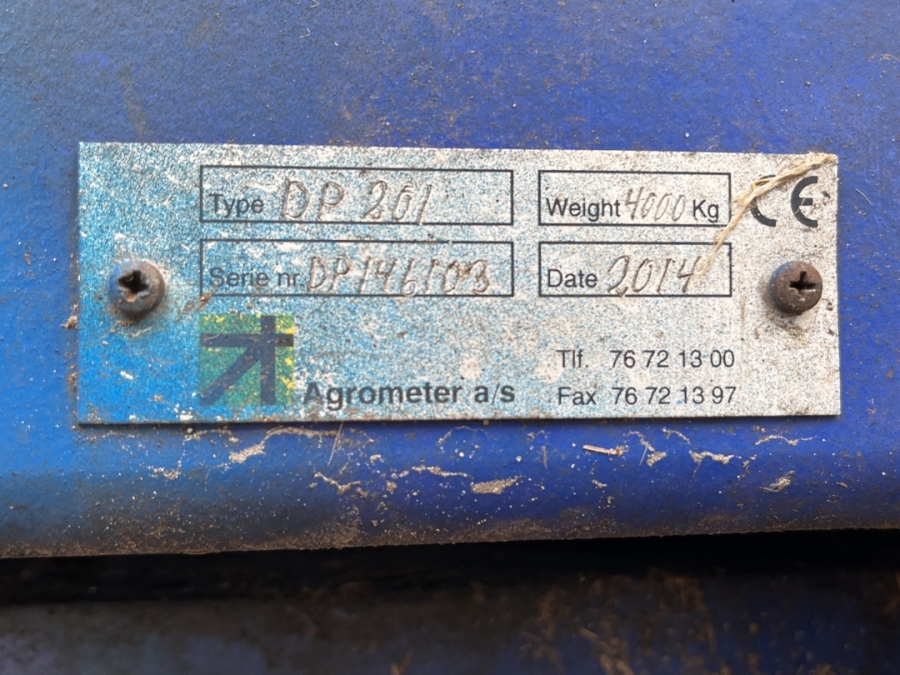 Type DP 201 Weight 4000 Kg CE
Serie nr. DP146103 Date 2014
Tlf. 76 72 13 00
Agrometer a/s Fax 76 72 13 97